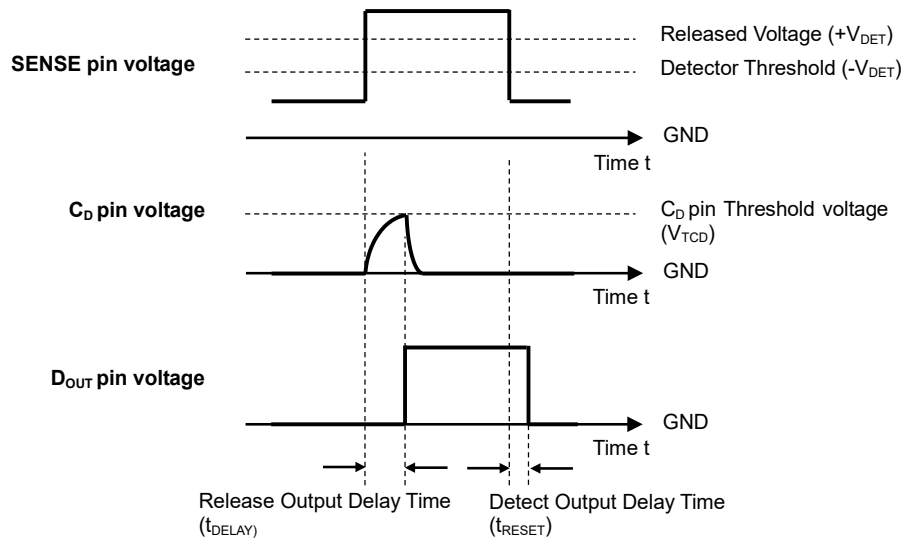 Released Voltage (+VDET)
SENSE pin voltage
Detector Threshold (-VDET)
GND
Time t
CD pin voltage
CD pin Threshold voltage
(VTCD)
GND
Time t
DOUT pin voltage
GND
Time t
Release Output Delay Time
(tDELAY)
Detect Output Delay Time
(tRESET)